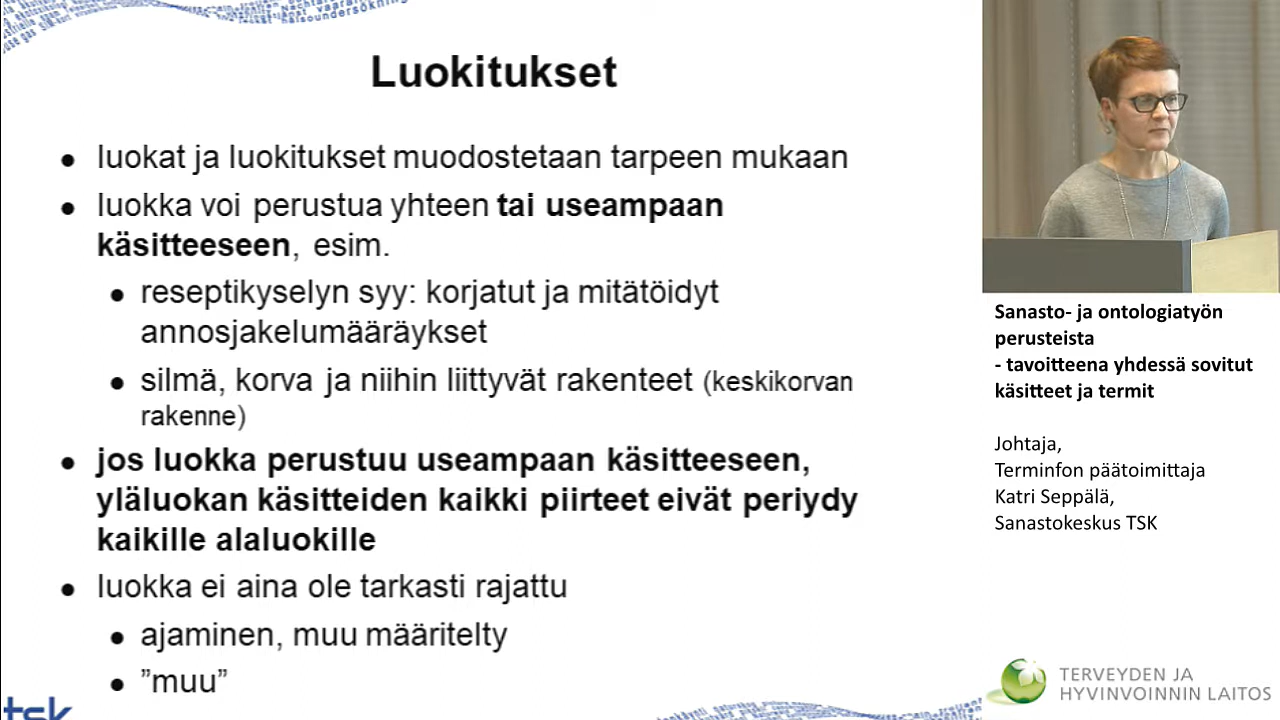 Luokitukset
• luokat ja luokitukset muodostetaan tarpeen mukaan
• luokka voi perustua yhteen tai useampaan
käsitteeseen, esim.
• reseptikyselyn syy: korjatut ja mitätöidyt
annosjakelumääräykset
• silmä, korva ja niihin liittyvät rakenteet (keskikorvan
rakenne)
• jos luokka perustuu useampaan käsitteeseen,
yläluokan käsitteiden kaikki piirteet eivät periydy
kaikille alaluokille
• luokka ei aina ole tarkasti rajattu
• ajaminen, muu määritelty
• ”muu”
tsk
Sanasto- ja ontologiatyön
perusteista
- tavoitteena yhdessä sovitut
käsitteet ja termit
Johtaja,
Terminfon päätoimittaja
Katri Seppälä,
Sanastokeskus TSK
TERVEYDEN JA
HYVINVOINNIN LAITOS